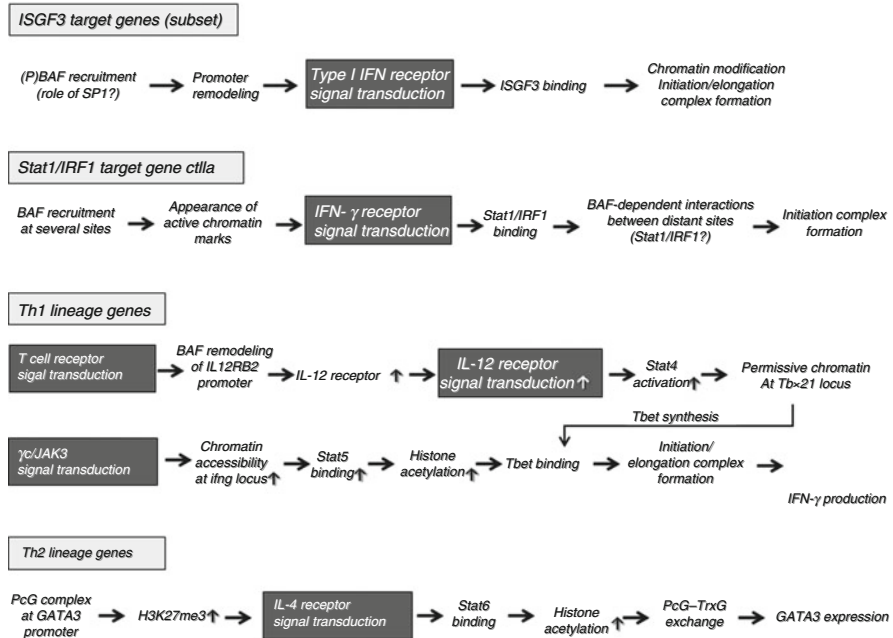 ISGF3 target genes (subset)
(P)BAF recruitment
(role of SP1?)
Promoter
remodeling
Type I IFN receptor
signal transduction
ISGF3 binding
Chromatin modification
Initiation/elongation
complex formation
Stat1/IRF1 target gene ctlla
BAF recruitment
at several sites
Appearance of
active chromatin
marks
IFN- γ receptor
signal transduction
Stat1/IRF1
binding
BAF-dependent interactions
between distant sites
(Stat1/IRF1?)
Initiation complex
formation
Th1 lineage genes
T cell receptor
sigal transduction
BAF remodeling
of IL12RB2
promoter
IL-12 receptor ↑
IL-12 receptor
signal transduction ↑
Stat4
activation ↑
Permissive chromatin
At Tb×21 locus
Tbet synthesis
γc/JAK3
signal transduction
Chromatin
accessibility
at ifng locus ↑
Stat5
binding ↑
Histone
acetylation ↑
Tbet binding
Initiation/
elongation complex
formation
IFN-γ production
Th2 lineage genes
PcG complex
at GATA3
promoter
H3K27me3 ↑
IL-4 receptor
signal transduction
Stat6
binding
Histone
acetylation ↑
PcG–TrxG
exchange
GATA3 expression